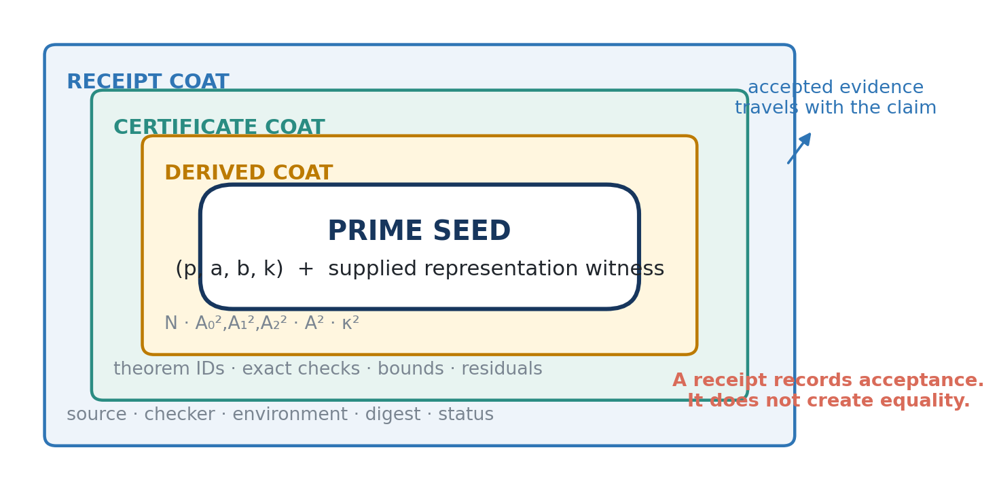 RECEIPT COAT
accepted evidence
travels with the claim
CERTIFICATE COAT
DERIVED COAT
PRIME SEED
(p, a, b, k)  +  supplied representation witness
N · A₀²,A₁²,A₂² · A² · κ²
theorem IDs · exact checks · bounds · residuals
A receipt records acceptance.
It does not create equality.
source · checker · environment · digest · status